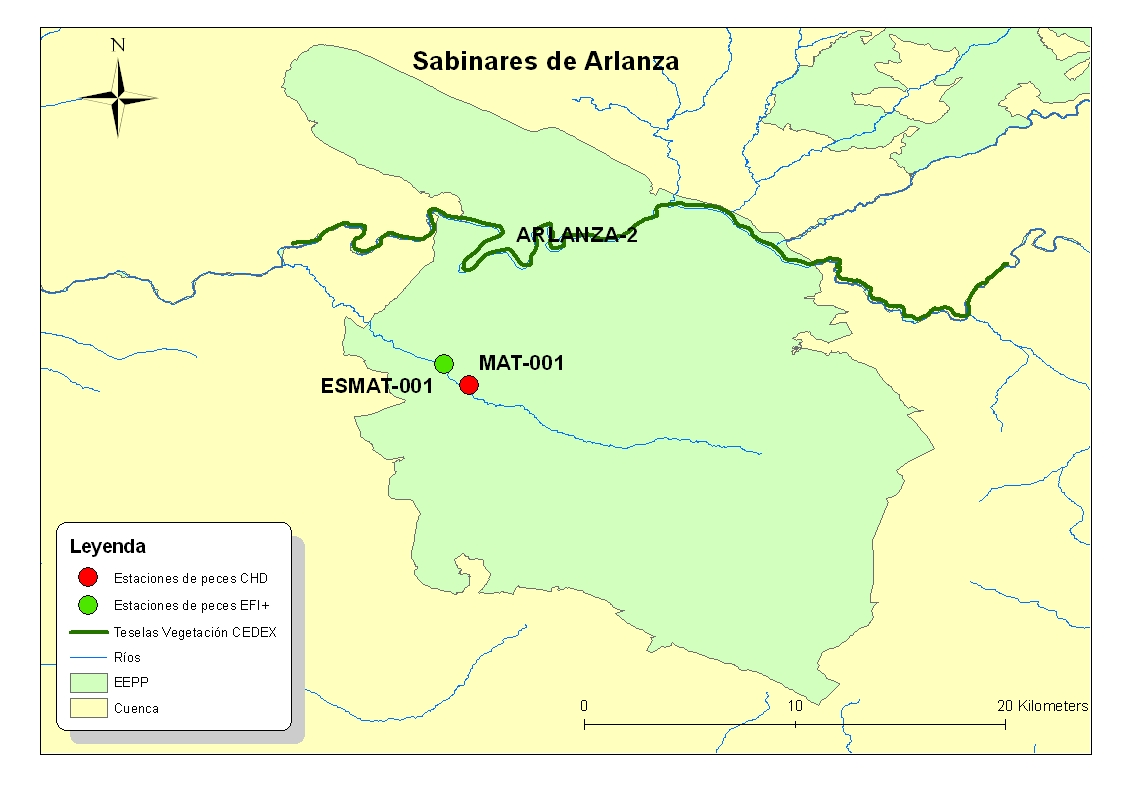 N
Sabinares de Arlanza
ARLANZA-2
MAT-001
ESMAT-001
Leyenda
Estaciones de peces CHD
Estaciones de peces EFI+
Teselas Vegetación CEDEX
Ríos
EEPP
Cuenca
0 10 20 Kilometers